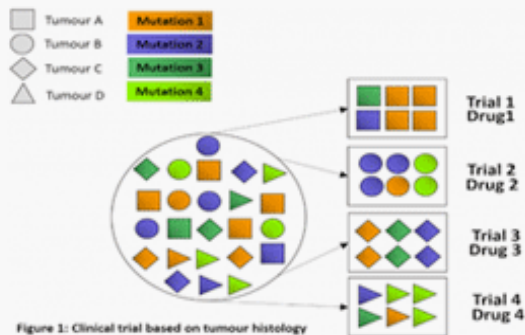 Tumour A Mutation 1
Tumour B Mutation 2
Tumour C Mutation 3
Tumour D Mutation 4
Trial 1
Drug1
Trial 2
Drug 2
Trial 3
Drug 3
Trial 4
Drug 4
Figure 1: Clinical trial based on tumour histology